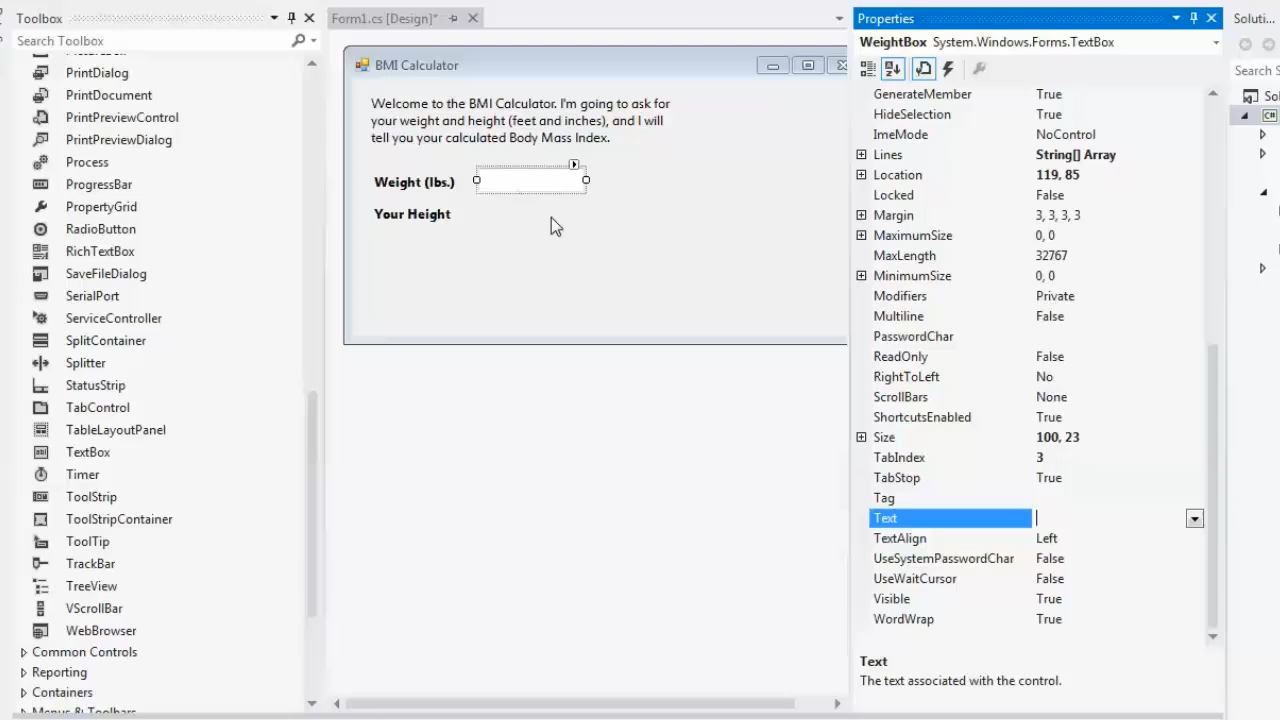 Toolbox
Search Toolbox
PrintDialog
PrintDocument
PrintPreviewControl
PrintPreviewDialog
Process
ProgressBar
PropertyGrid
RadioButton
RichTextBox
SaveFileDialog
SerialPort
ServiceController
SplitContainer
Splitter
StatusStrip
TabControl
TableLayoutPanel
TextBox
Timer
ToolStrip
ToolStripContainer
ToolTip
TrackBar
TreeView
VScrollBar
WebBrowser
Common Controls
Reporting
Containers
Menus & Toolbars
Form1.cs [Design]*
BMI Calculator
Welcome to the BMI Calculator. I'm going to ask for
your weight and height (feet and inches), and I will
tell you your calculated Body Mass Index.
Weight (lbs.)
Your Height
Properties
WeightBox System.Windows.Forms.TextBox
GenerateMember True
HideSelection True
ImeMode NoControl
Lines String[] Array
Location 119, 85
Locked False
Margin 3, 3, 3, 3
MaximumSize 0, 0
MaxLength 32767
MinimumSize 0, 0
Modifiers Private
Multiline False
PasswordChar
ReadOnly False
RightToLeft No
ScrollBars None
ShortcutsEnabled True
Size 100, 23
TabIndex 3
TabStop True
Tag
Text
TextAlign Left
UseSystemPasswordChar False
UseWaitCursor False
Visible True
WordWrap True
Text
The text associated with the control.
Soluti...
Search S
Sol
C#